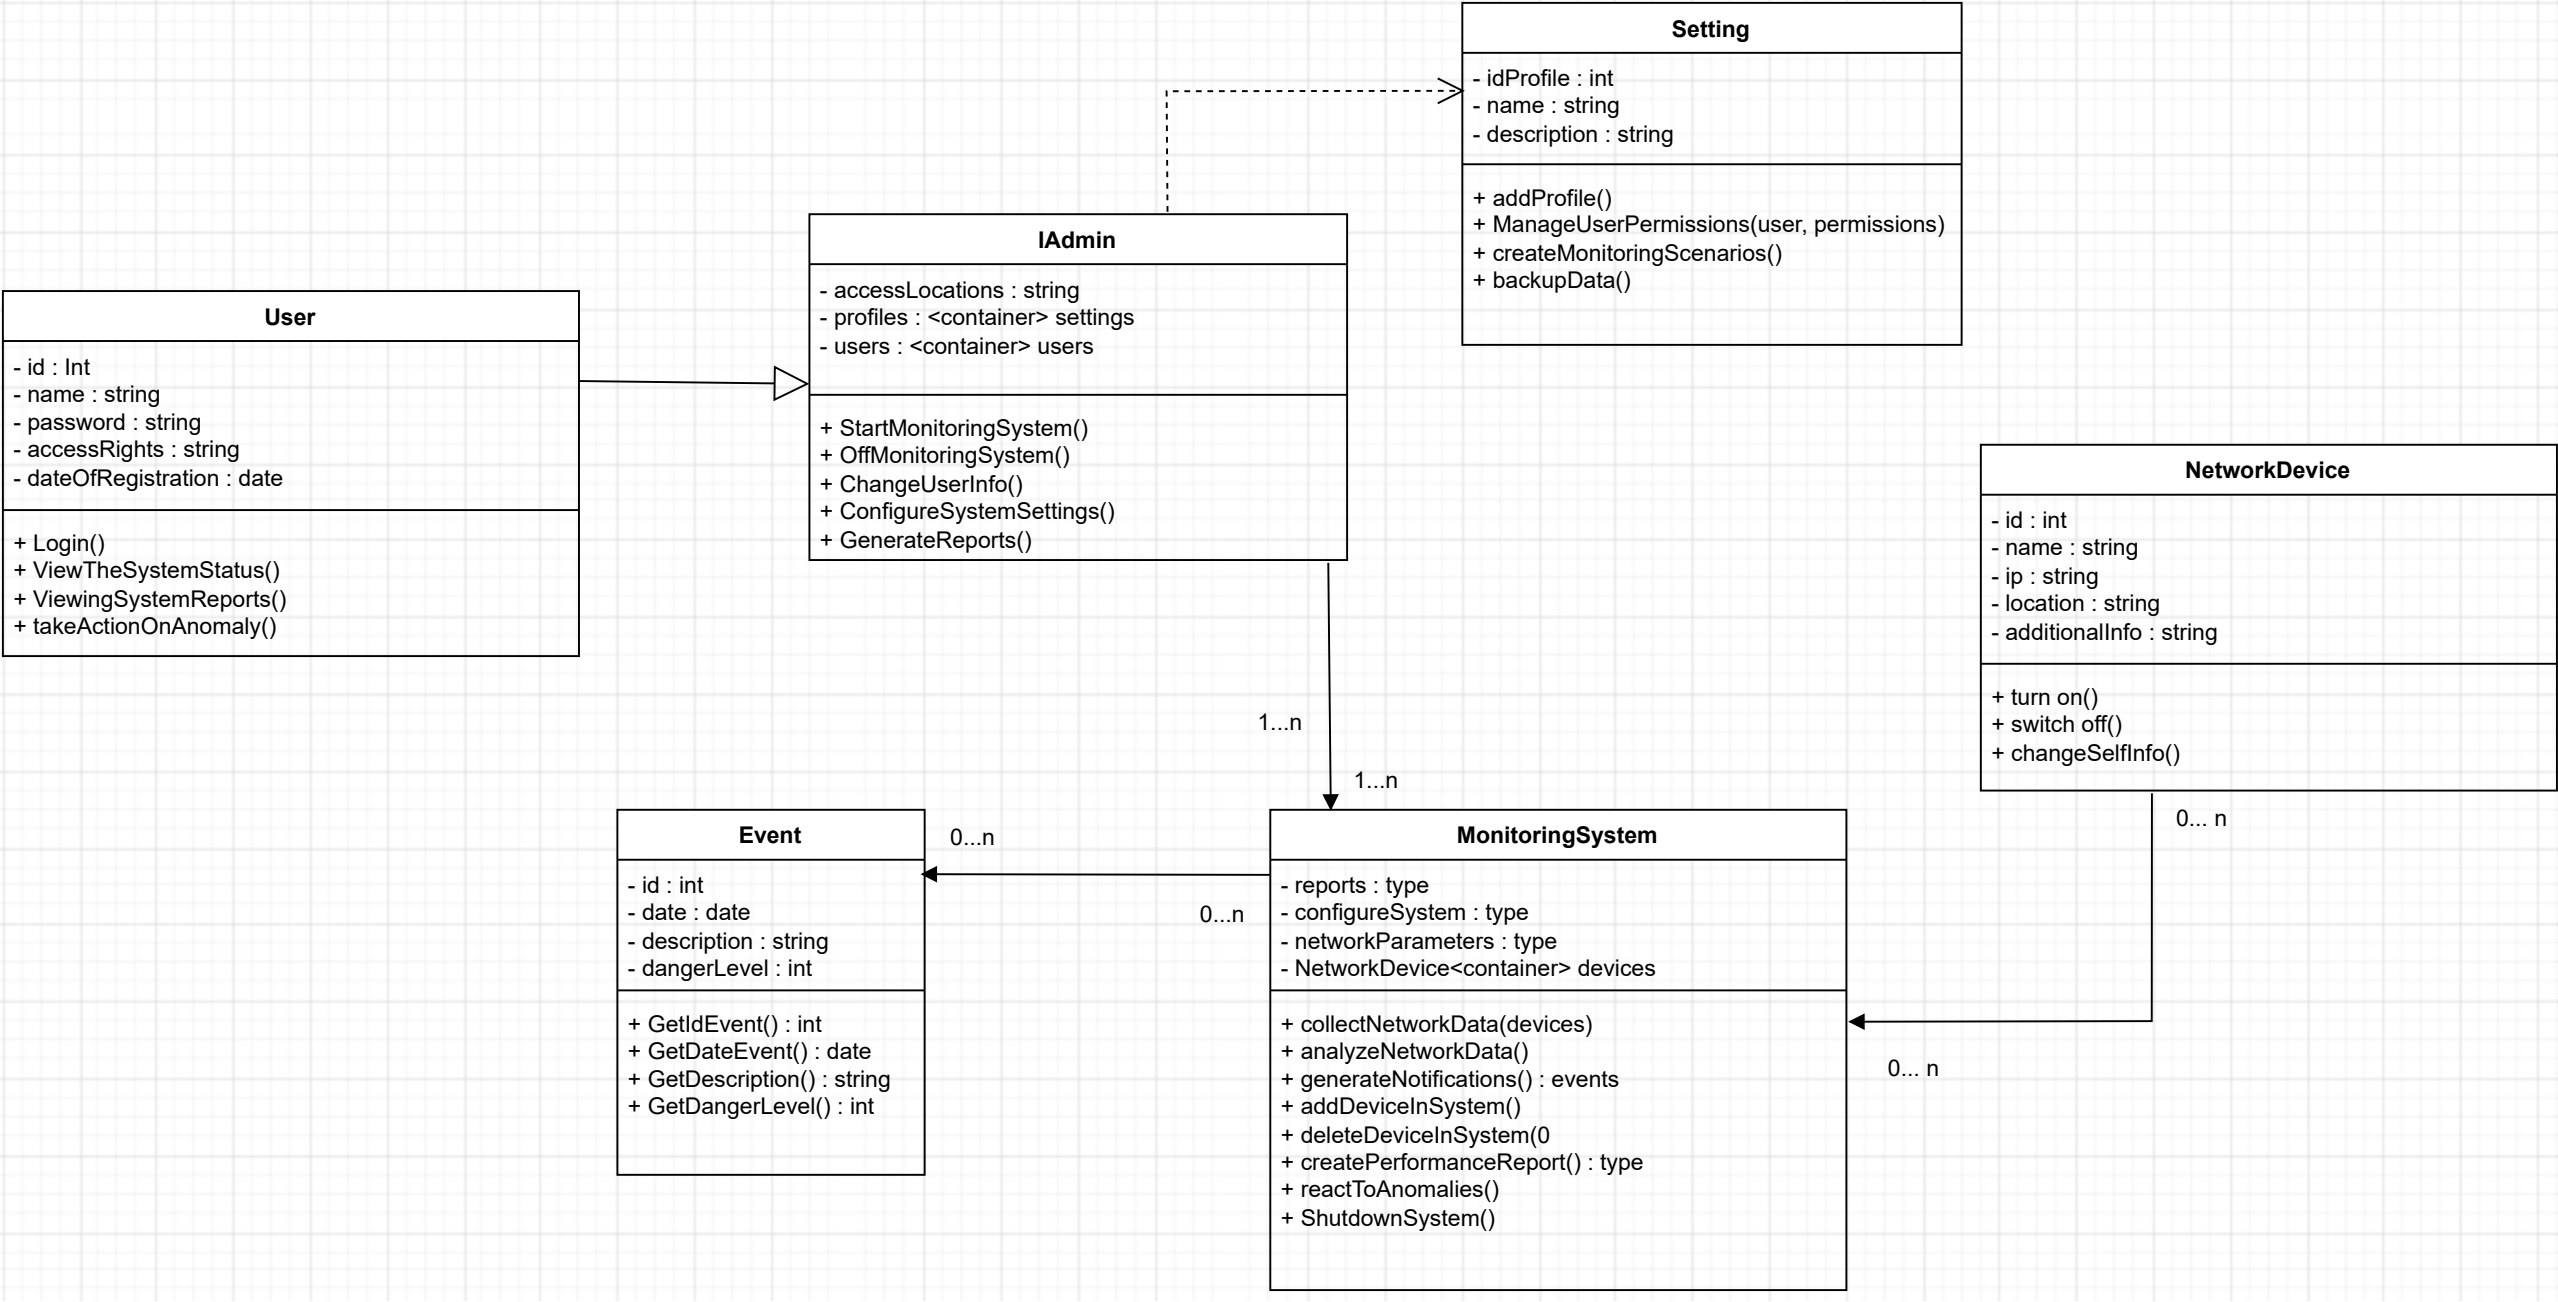 Setting
- idProfile : int
- name : string
- description : string
+ addProfile()
+ ManageUserPermissions(user, permissions)
+ createMonitoringScenarios()
+ backupData()
IAdmin
- accessLocations : string
- profiles : <container> settings
- users : <container> users
+ StartMonitoringSystem()
+ OffMonitoringSystem()
+ ChangeUserInfo()
+ ConfigureSystemSettings()
+ GenerateReports()
User
- id : Int
- name : string
- password : string
- accessRights : string
- dateOfRegistration : date
+ Login()
+ ViewTheSystemStatus()
+ ViewingSystemReports()
+ takeActionOnAnomaly()
NetworkDevice
- id : int
- name : string
- ip : string
- location : string
- additionalInfo : string
+ turn on()
+ switch off()
+ changeSelfInfo()
1...n
1...n
0... n
0... n
Event
- id : int
- date : date
- description : string
- dangerLevel : int
+ GetIdEvent() : int
+ GetDateEvent() : date
+ GetDescription() : string
+ GetDangerLevel() : int
0...n
0...n
MonitoringSystem
- reports : type
- configureSystem : type
- networkParameters : type
- NetworkDevice<container> devices
+ collectNetworkData(devices)
+ analyzeNetworkData()
+ generateNotifications() : events
+ addDeviceInSystem()
+ deleteDeviceInSystem(0
+ createPerformanceReport() : type
+ reactToAnomalies()
+ ShutdownSystem()